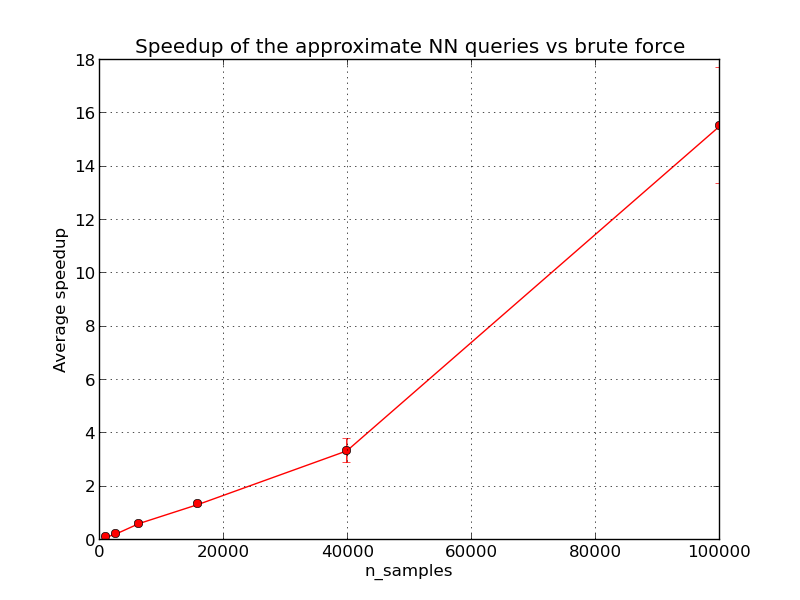 Speedup of the approximate NN queries vs brute force
18
16
14
12
10
8
6
4
2
0
Average speedup
0 20000 40000 60000 80000 100000
n_samples